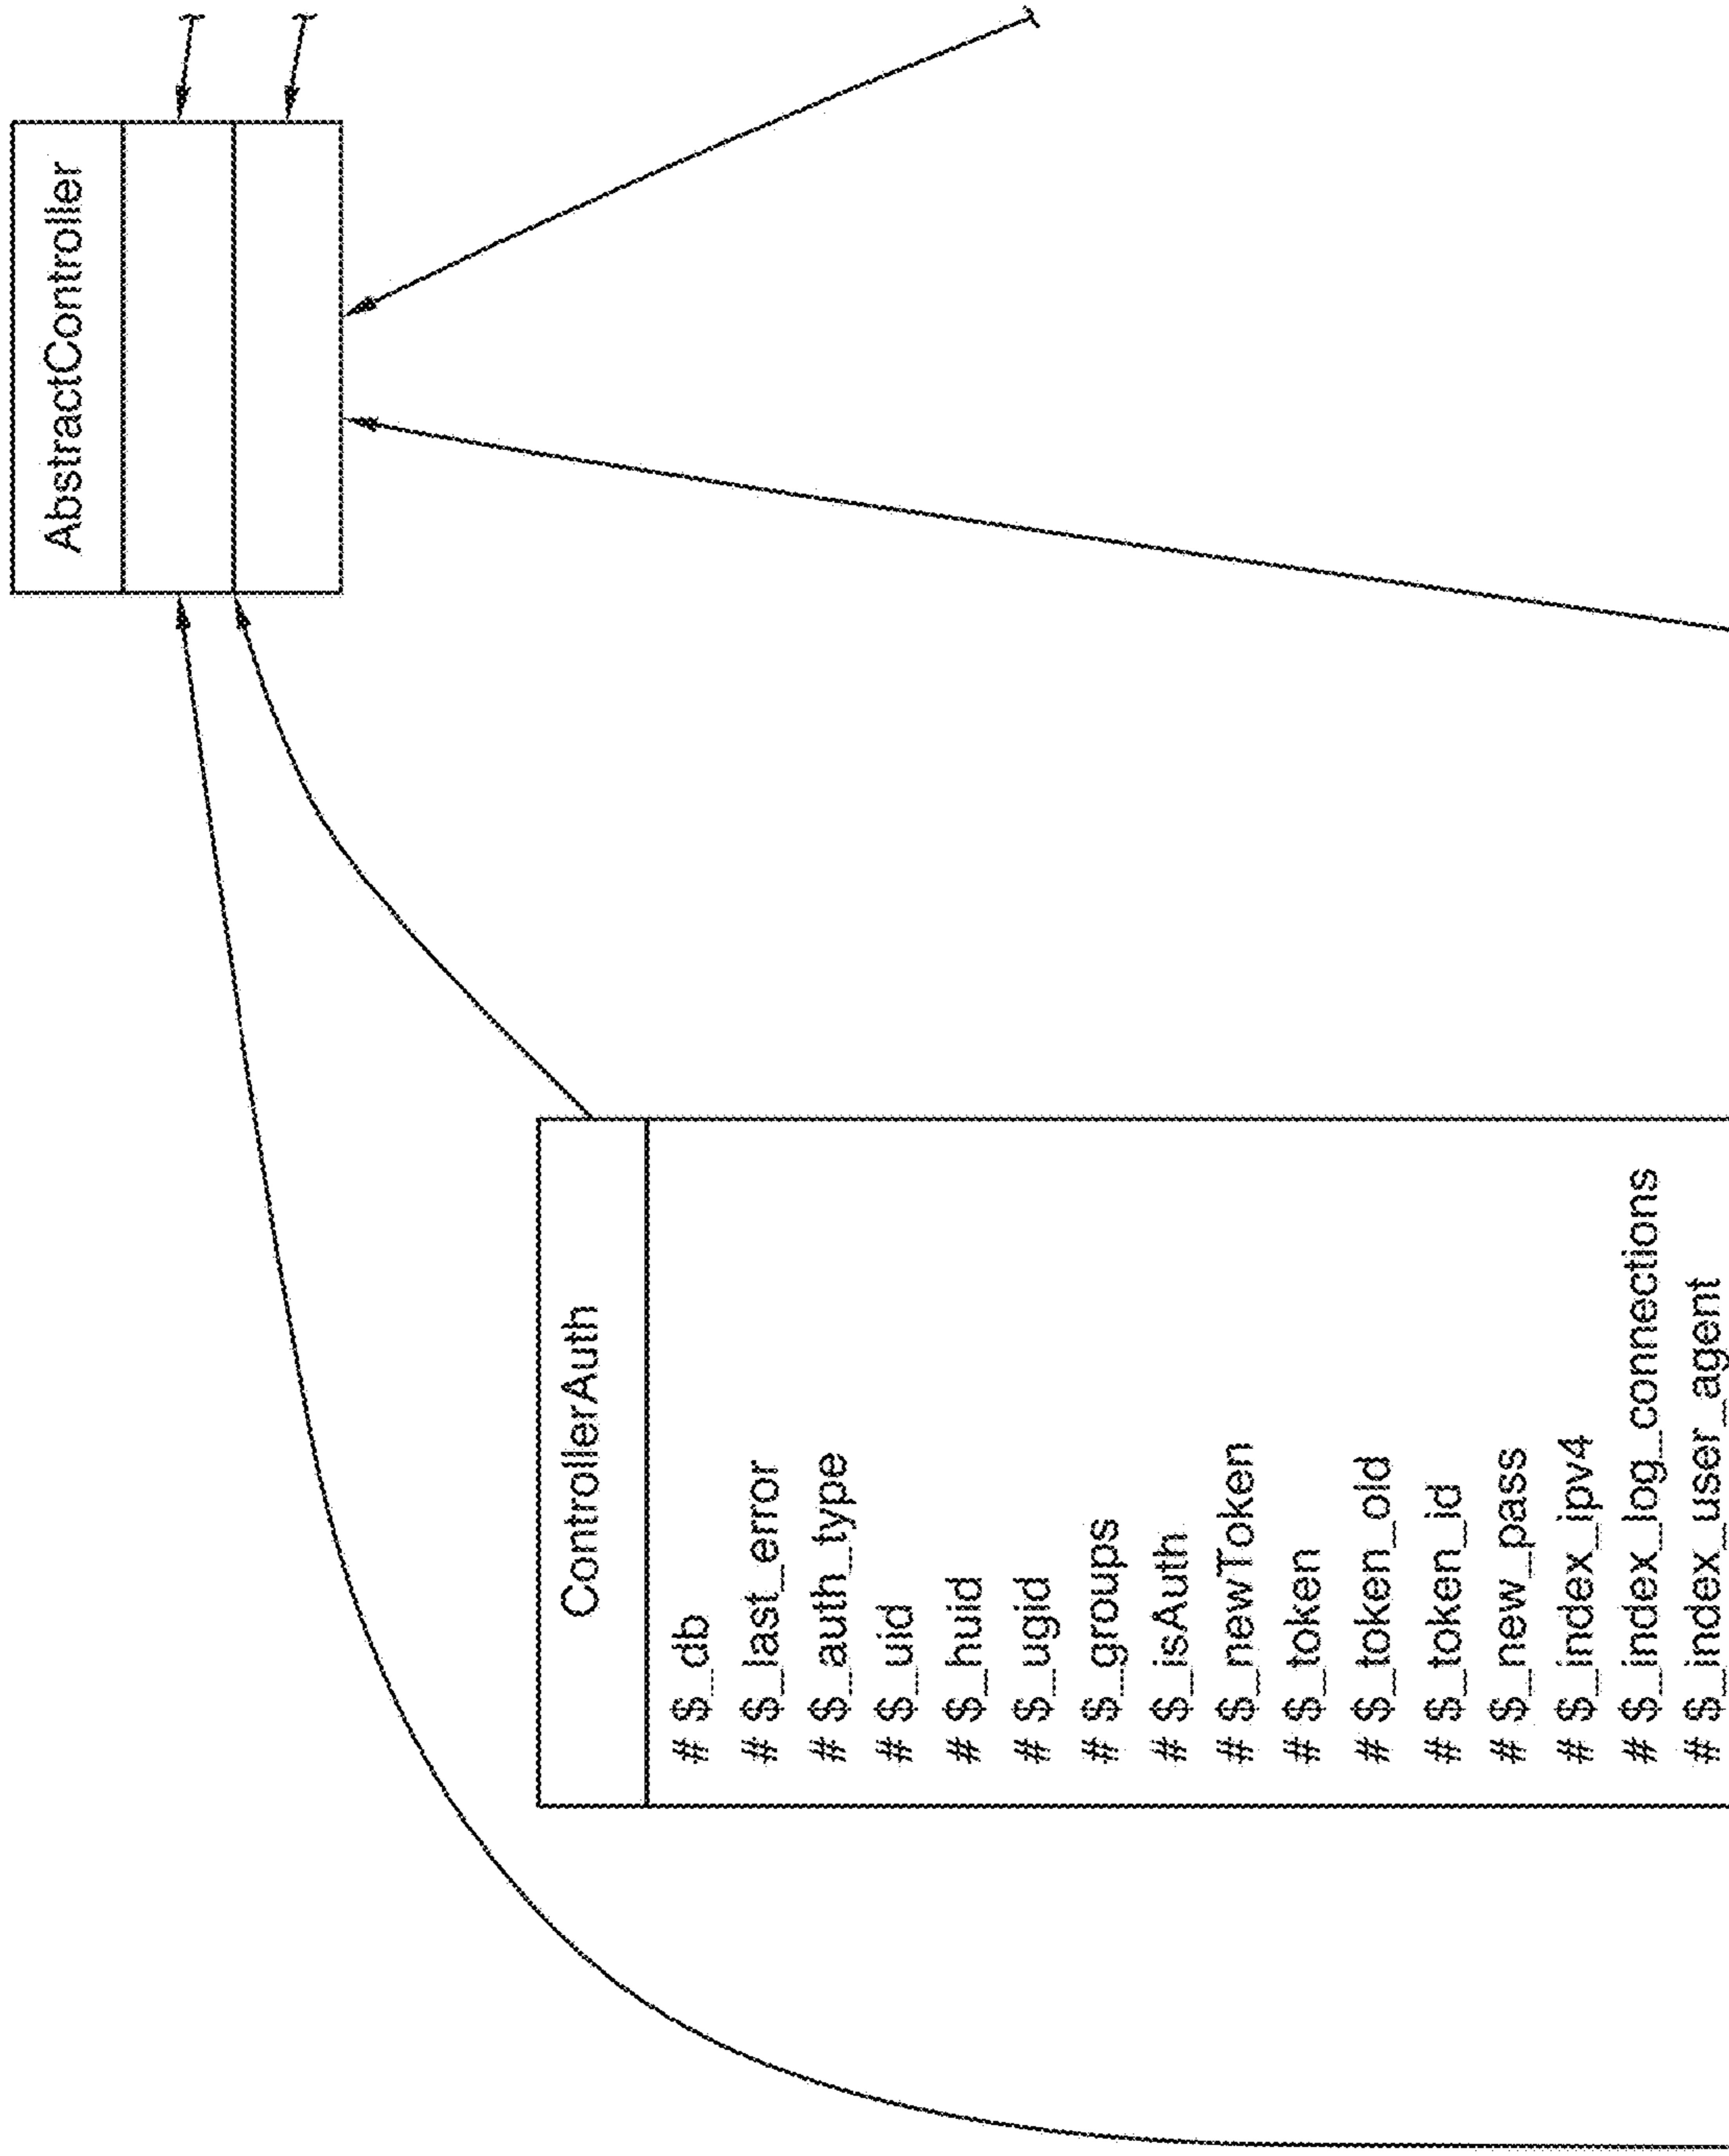 AbstractController
ControllerAuth
# $_db
# $_last_error
# $_auth_type
# $_uid
# $_huid
# $_ugid
# $_groups
# $_isAuth
# $_newToken
# $_token
# $_token_old
# $_token_id
# $_new_pass
# $_index_ipv4
# $_index_log_connections
# $_index_user_agent